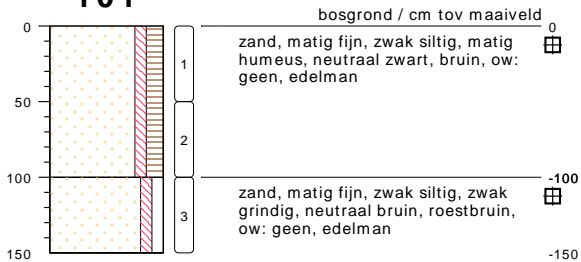 bosgrond / cm tov maaiveld
0
0
zand, matig fijn, zwak siltig, matig
humeus, neutraal zwart, bruin, ow:
geen, edelman
1
50
2
100
-100
zand, matig fijn, zwak siltig, zwak
grindig, neutraal bruin, roestbruin,
ow: geen, edelman
3
150
-150